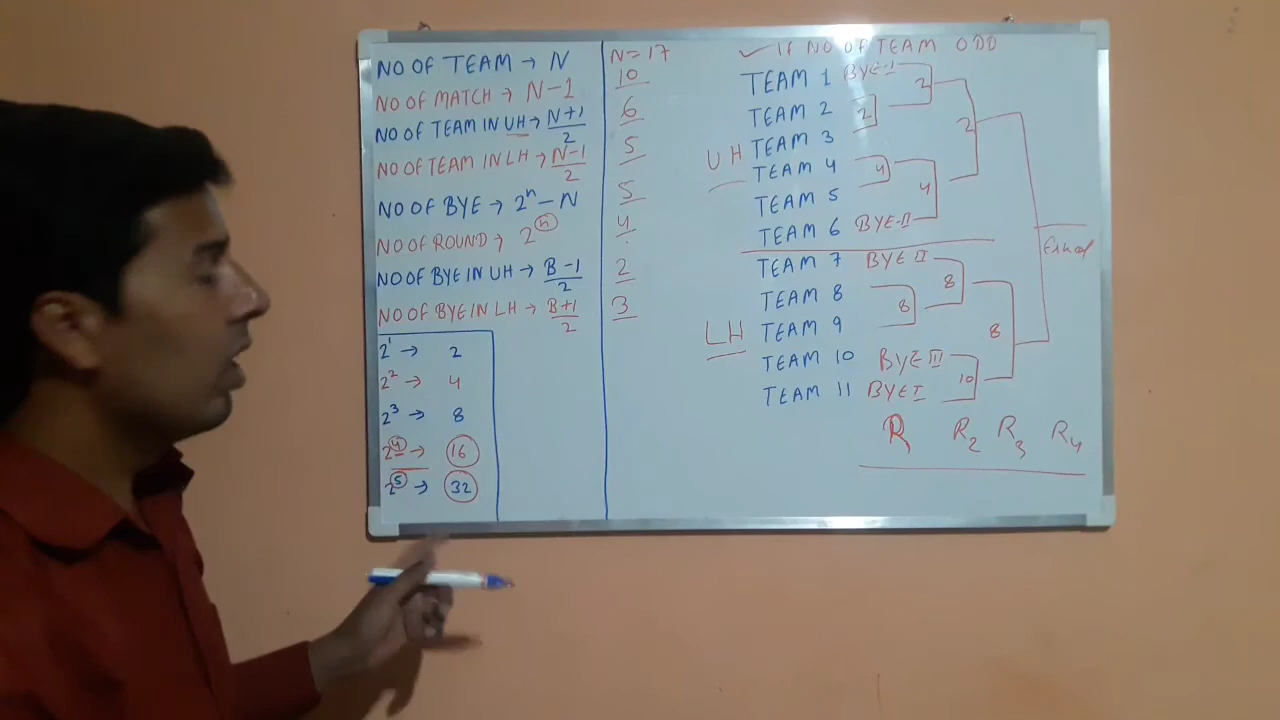 NO OF TEAM → N
NO OF MATCH → N-1
NO OF TEAM IN UH → N+1/2
NO OF TEAM IN LH → N-1/2
NO OF BYE → 2ⁿ - N
NO OF ROUND → 2ⁿ
NO OF BYE IN UH → B-1/2
NO OF BYE IN LH → B+1/2
2¹ → 2
2² → 4
2³ → 8
2⁴ → 16
2⁵ → 32
N = 17
10
6
5
5
4
2
3
✓ IF NO OF TEAM ODD
TEAM 1 BYE-I
TEAM 2
TEAM 3
TEAM 4
TEAM 5
TEAM 6 BYE-II
TEAM 7 BYE II
TEAM 8
TEAM 9
TEAM 10 BYE III
TEAM 11 BYE I
UH
LH
2
2
2
4
4
8
8
8
10
R₁ R₂ R₃ R₄